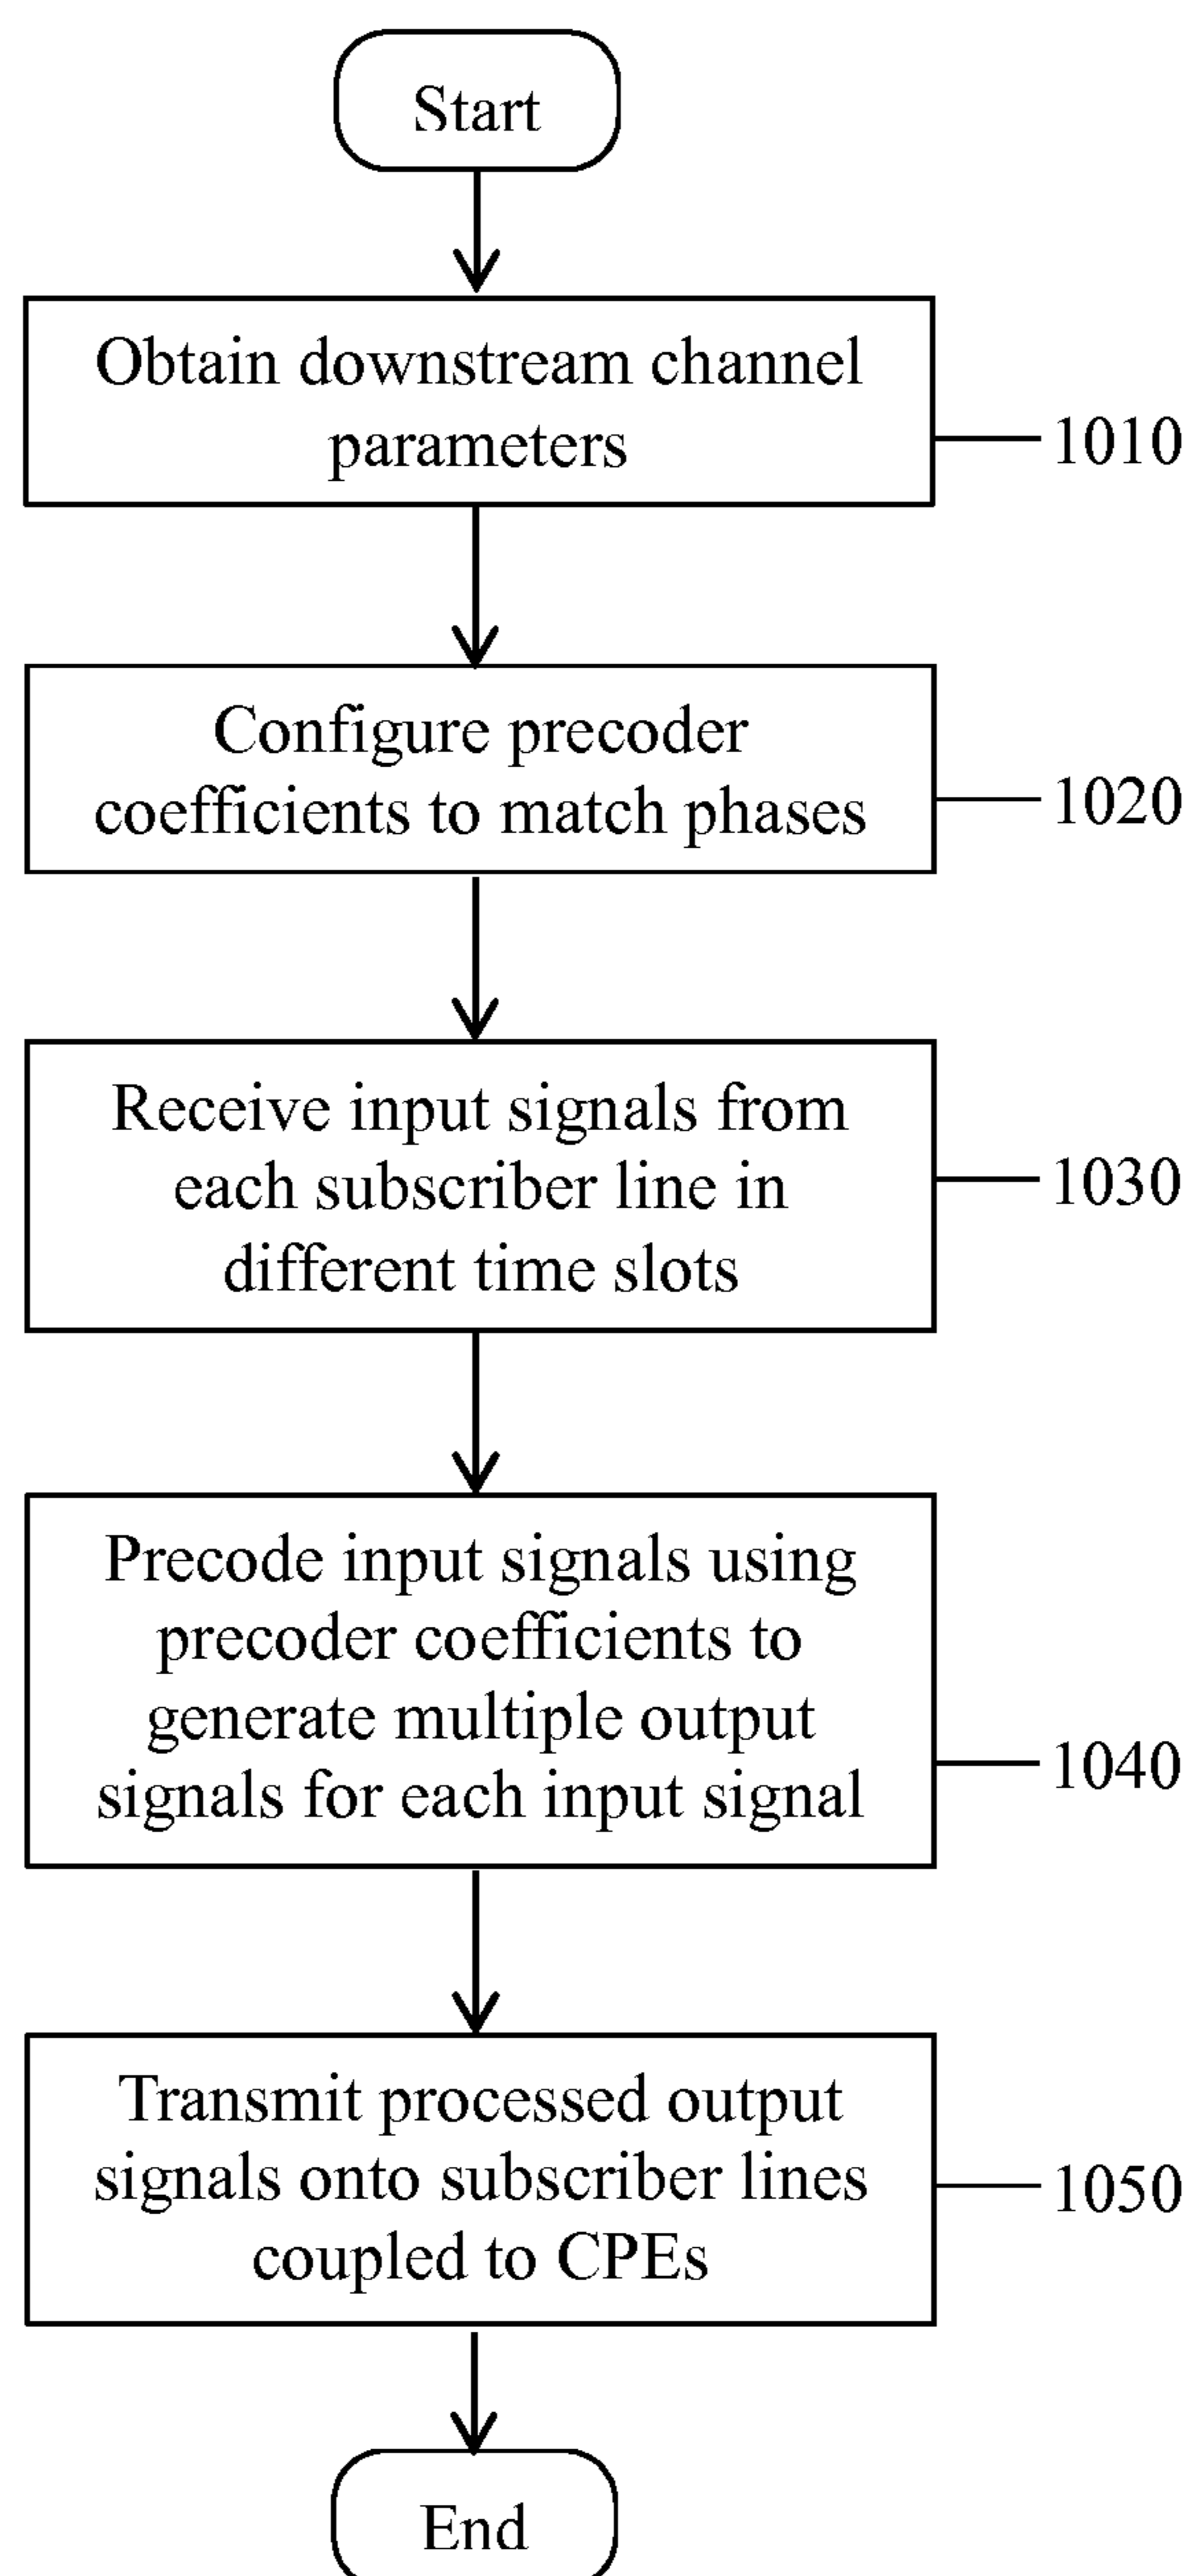 Start
Obtain downstream channel
parameters
1010
Configure precoder
coefficients to match phases
1020
Receive input signals from
each subscriber line in
different time slots
1030
Precode input signals using
precoder coefficients to
generate multiple output
signals for each input signal
1040
Transmit processed output
signals onto subscriber lines
coupled to CPEs
1050
End